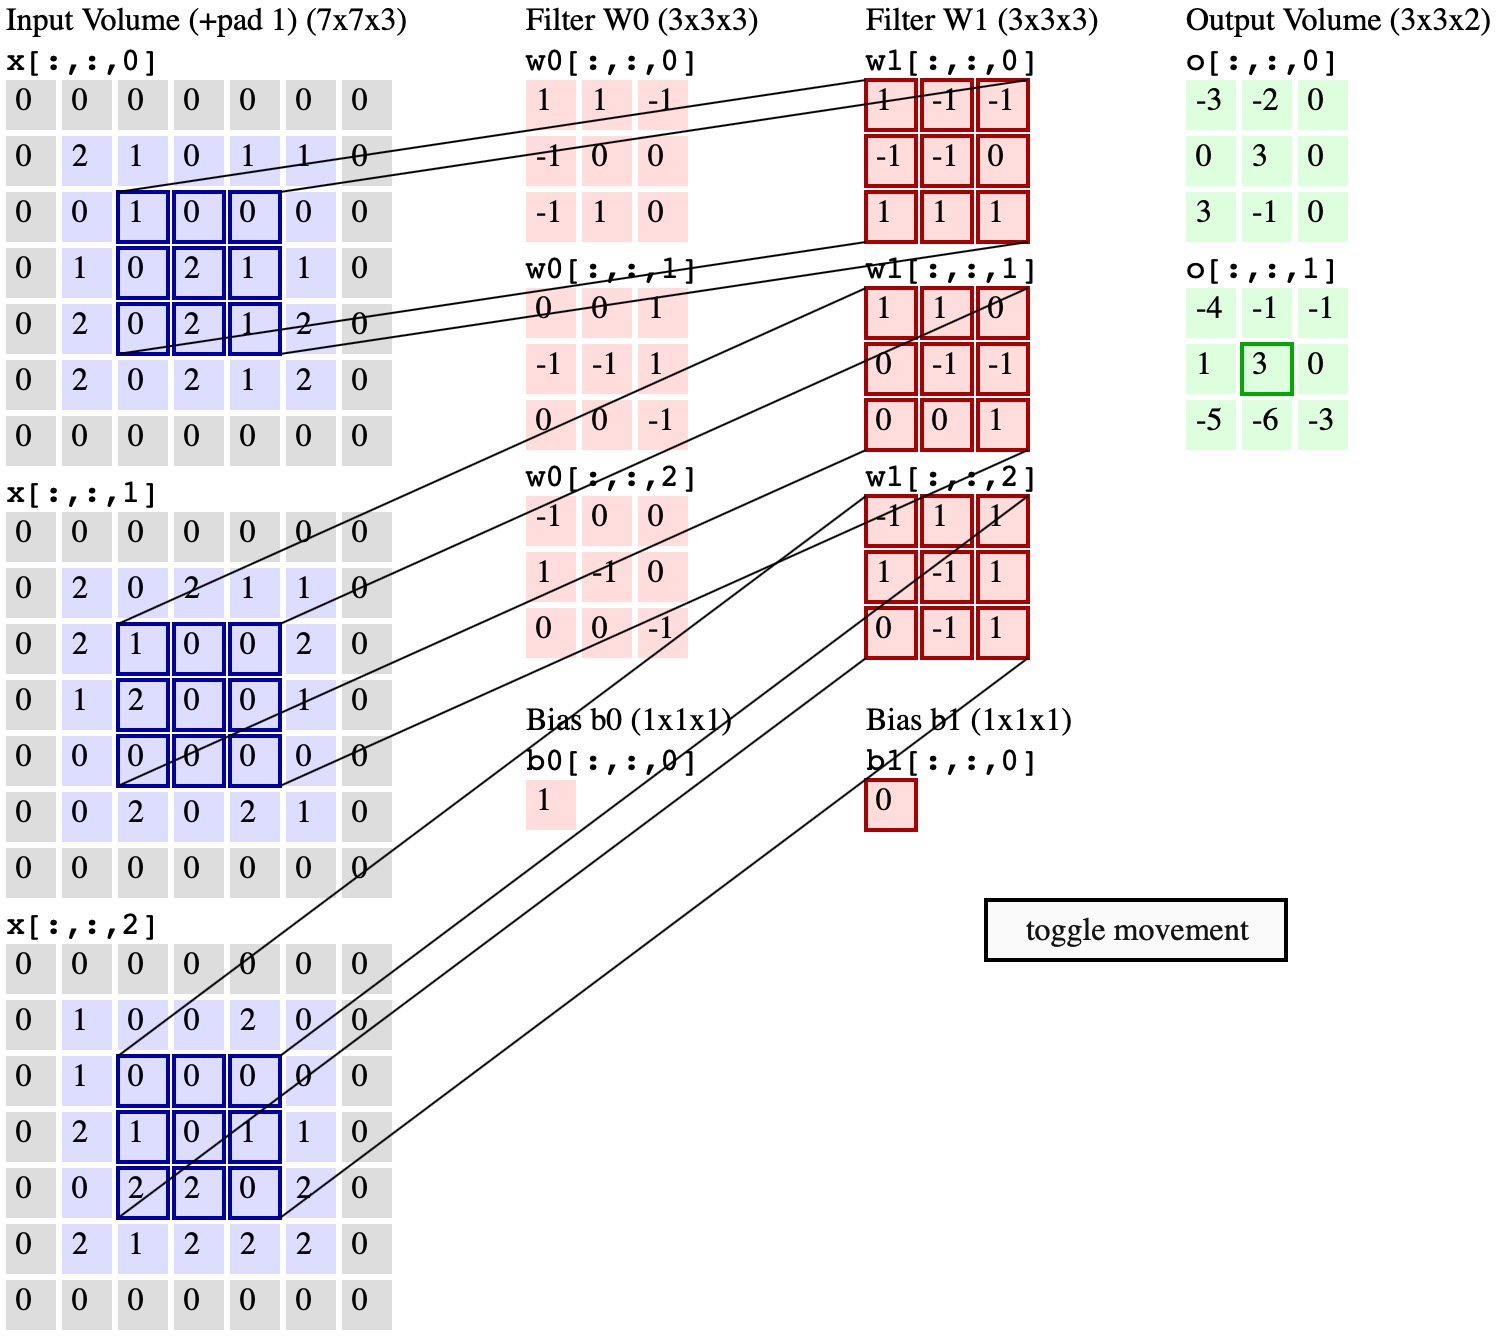 Input Volume (+pad 1) (7x7x3)
x[:,:,0]
0 0 0 0 0 0 0
0 2 1 0 1 1 0
0 0 1 0 0 0 0
0 1 0 2 1 1 0
0 2 0 2 1 2 0
0 2 0 2 1 2 0
0 0 0 0 0 0 0
x[:,:,1]
0 0 0 0 0 0 0
0 2 0 2 1 1 0
0 2 1 0 0 2 0
0 1 2 0 0 1 0
0 0 0 0 0 0 0
0 0 2 0 2 1 0
0 0 0 0 0 0 0
x[:,:,2]
0 0 0 0 0 0 0
0 1 0 0 2 0 0
0 1 0 0 0 0 0
0 2 1 0 1 1 0
0 0 2 2 0 2 0
0 2 1 2 2 2 0
0 0 0 0 0 0 0
Filter W0 (3x3x3)
w0[:,:,0]
1 1 -1
-1 0 0
-1 1 0
w0[:,:,1]
0 0 1
-1 -1 1
0 0 -1
w0[:,:,2]
-1 0 0
1 -1 0
0 0 -1
Bias b0 (1x1x1)
b0[:,:,0]
1
Filter W1 (3x3x3)
w1[:,:,0]
1 -1 -1
-1 -1 0
1 1 1
w1[:,:,1]
1 1 0
0 -1 -1
0 0 1
w1[:,:,2]
-1 1 1
1 -1 1
0 -1 1
Bias b1 (1x1x1)
b1[:,:,0]
0
Output Volume (3x3x2)
o[:,:,0]
-3 -2 0
0 3 0
3 -1 0
o[:,:,1]
-4 -1 -1
1 3 0
-5 -6 -3
toggle movement